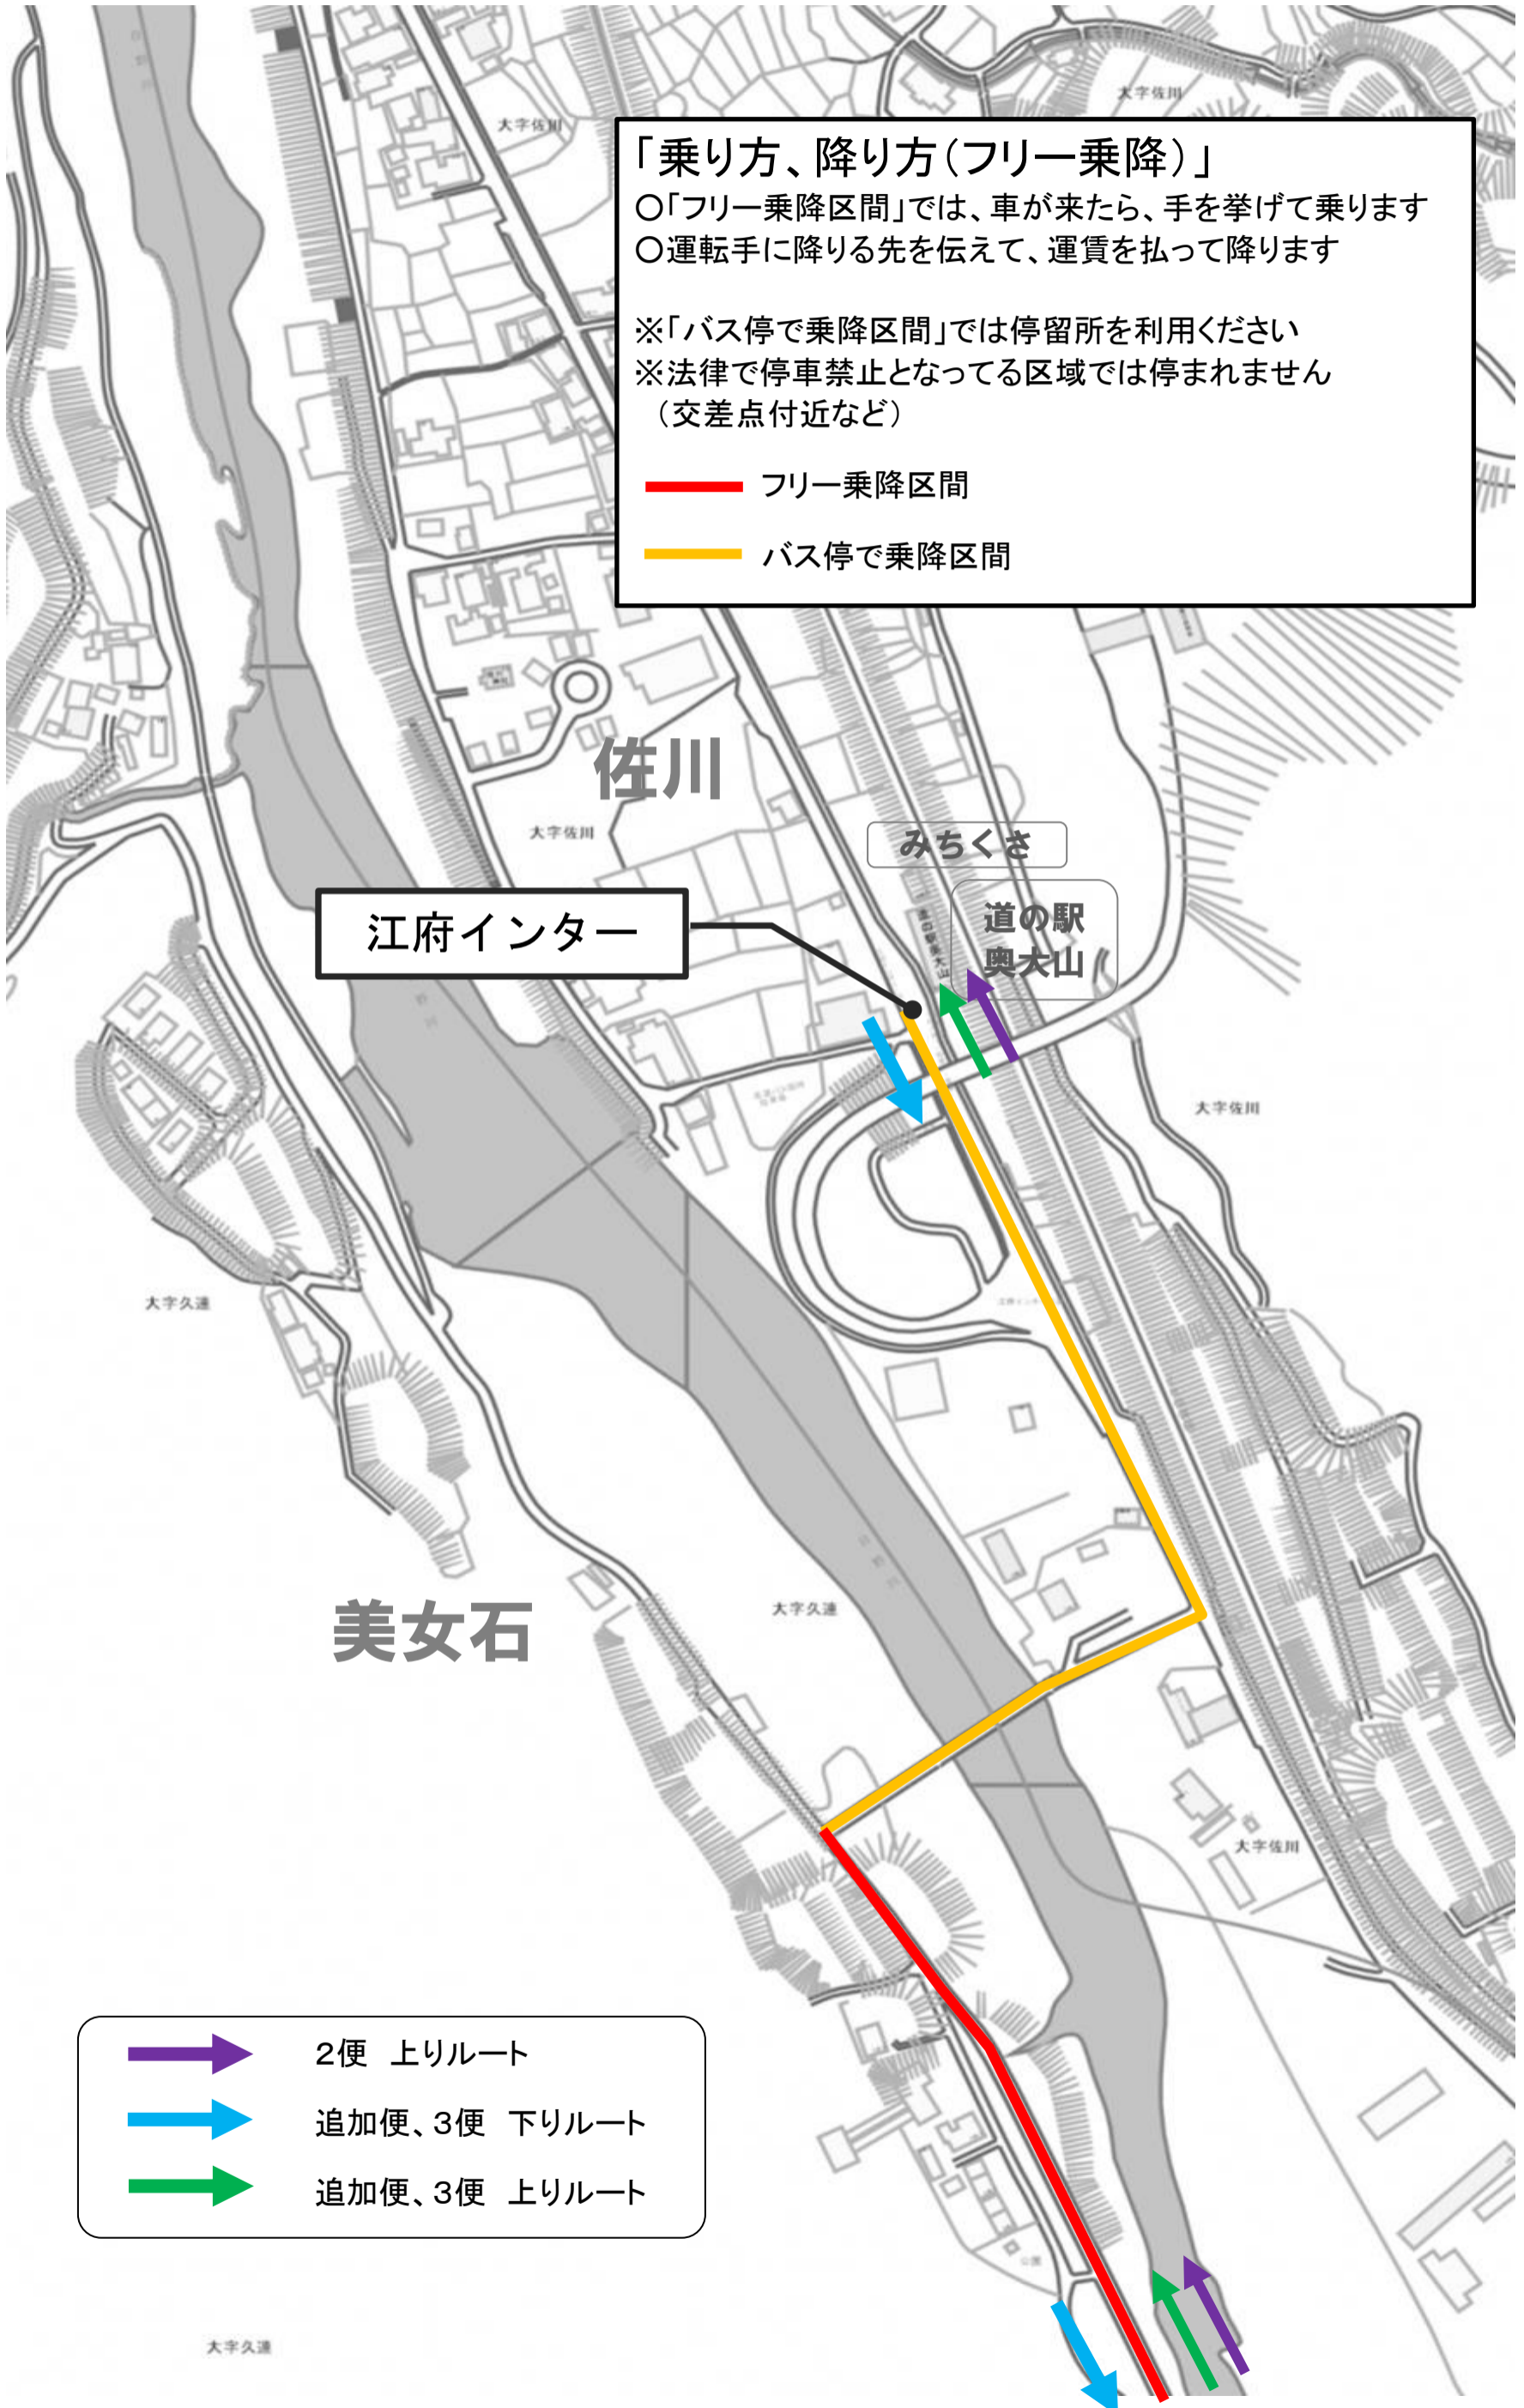 大字佐川
大字佐川
「乗り方、降り方(フリー乗降)」
○「フリー乗降区間」では、車が来たら、手を挙げて乗ります
○運転手に降りる先を伝えて、運賃を払って降ります
※「バス停で乗降区間」では停留所を利用ください
※法律で停車禁止となってる区域では停まれません
(交差点付近など)
フリー乗降区間
バス停で乗降区間
佐川
大字佐川
みちくさ
道の駅
奥大山
江府インター
大字佐川
大字久連
美女石
大字久連
大字佐川
2便 上りルート
追加便、3便 下りルート
追加便、3便 上りルート
公園
大字久連